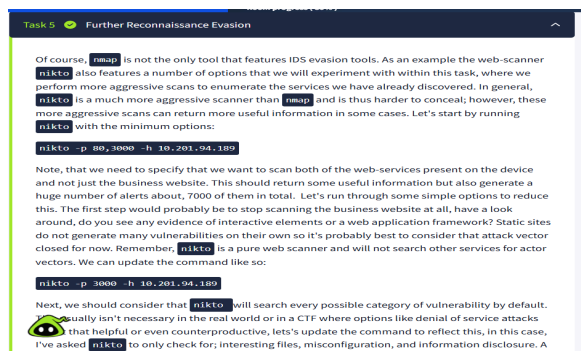 Task 5 Further Reconnaissance Evasion
Of course, nmap is not the only tool that features IDS evasion tools. As an example the web-scanner
nikto also features a number of options that we will experiment with within this task, where we
perform more aggressive scans to enumerate the services we have already discovered. In general,
nikto is a much more aggressive scanner than nmap and is thus harder to conceal; however, these
more aggressive scans can return more useful information in some cases. Let's start by running
nikto with the minimum options:
nikto -p 80,3000 -h 10.201.94.189
Note, that we need to specify that we want to scan both of the web-services present on the device
and not just the business website. This should return some useful information but also generate a
huge number of alerts about, 7000 of them in total. Let's run through some simple options to reduce
this. The first step would probably be to stop scanning the business website at all, have a look
around, do you see any evidence of interactive elements or a web application framework? Static sites
do not generate many vulnerabilities on their own so it's probably best to consider that attack vector
closed for now. Remember, nikto is a pure web scanner and will not search other services for actor
vectors. We can update the command like so:
nikto -p 3000 -h 10.201.94.189
Next, we should consider that nikto will search every possible category of vulnerability by default.
usually isn't necessary in the real world or in a CTF where options like denial of service attacks
that helpful or even counterproductive, lets's update the command to reflect this, in this case,
I've asked nikto to only check for; interesting files, misconfiguration, and information disclosure. A